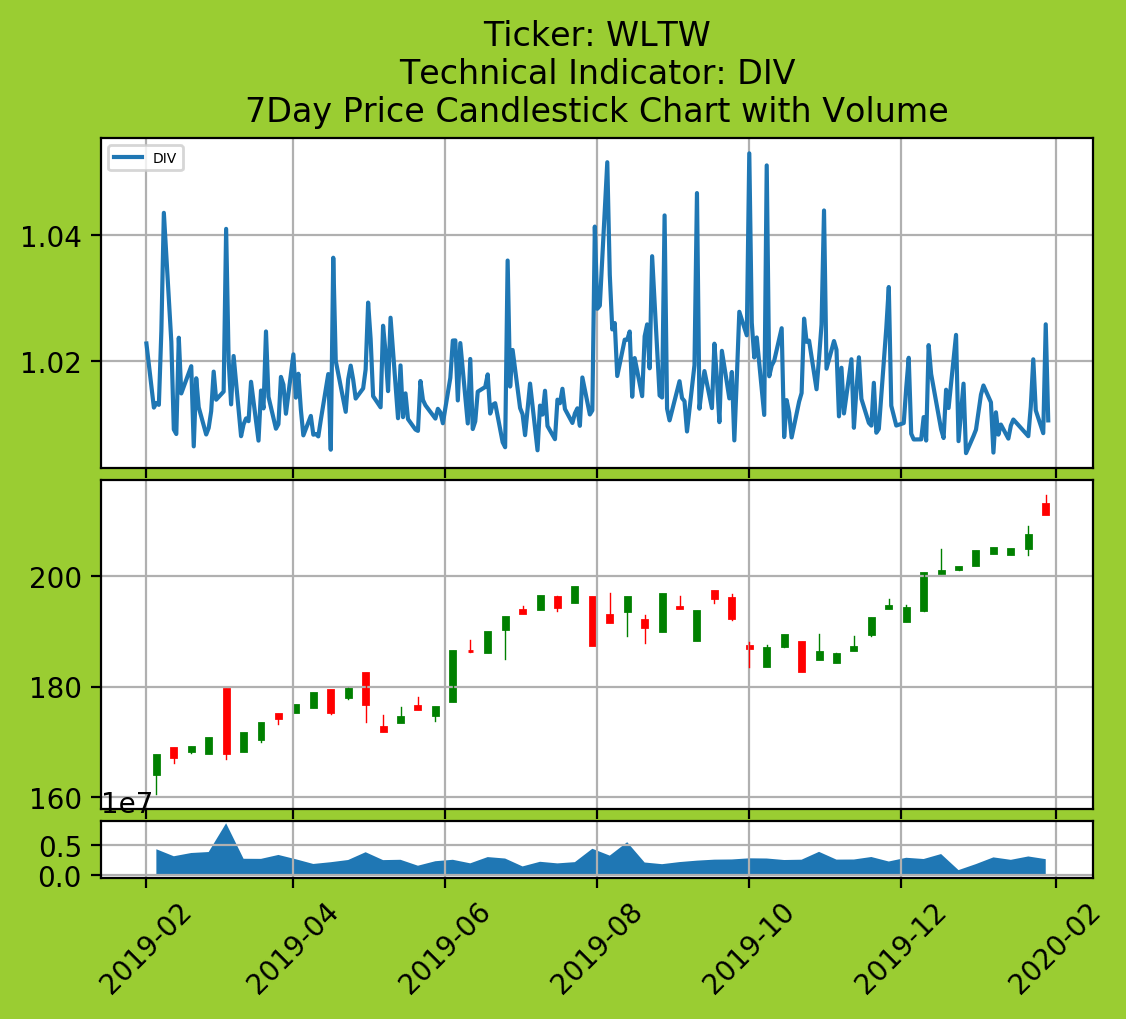 Ticker: WLTW
Technical Indicator: DIV
7Day Price Candlestick Chart with Volume
DIV
1.04
1.02
200
180
160
1e7
0.5
0.0
2019-02
2019-04
2019-06
2019-08
2019-10
2019-12
2020-02